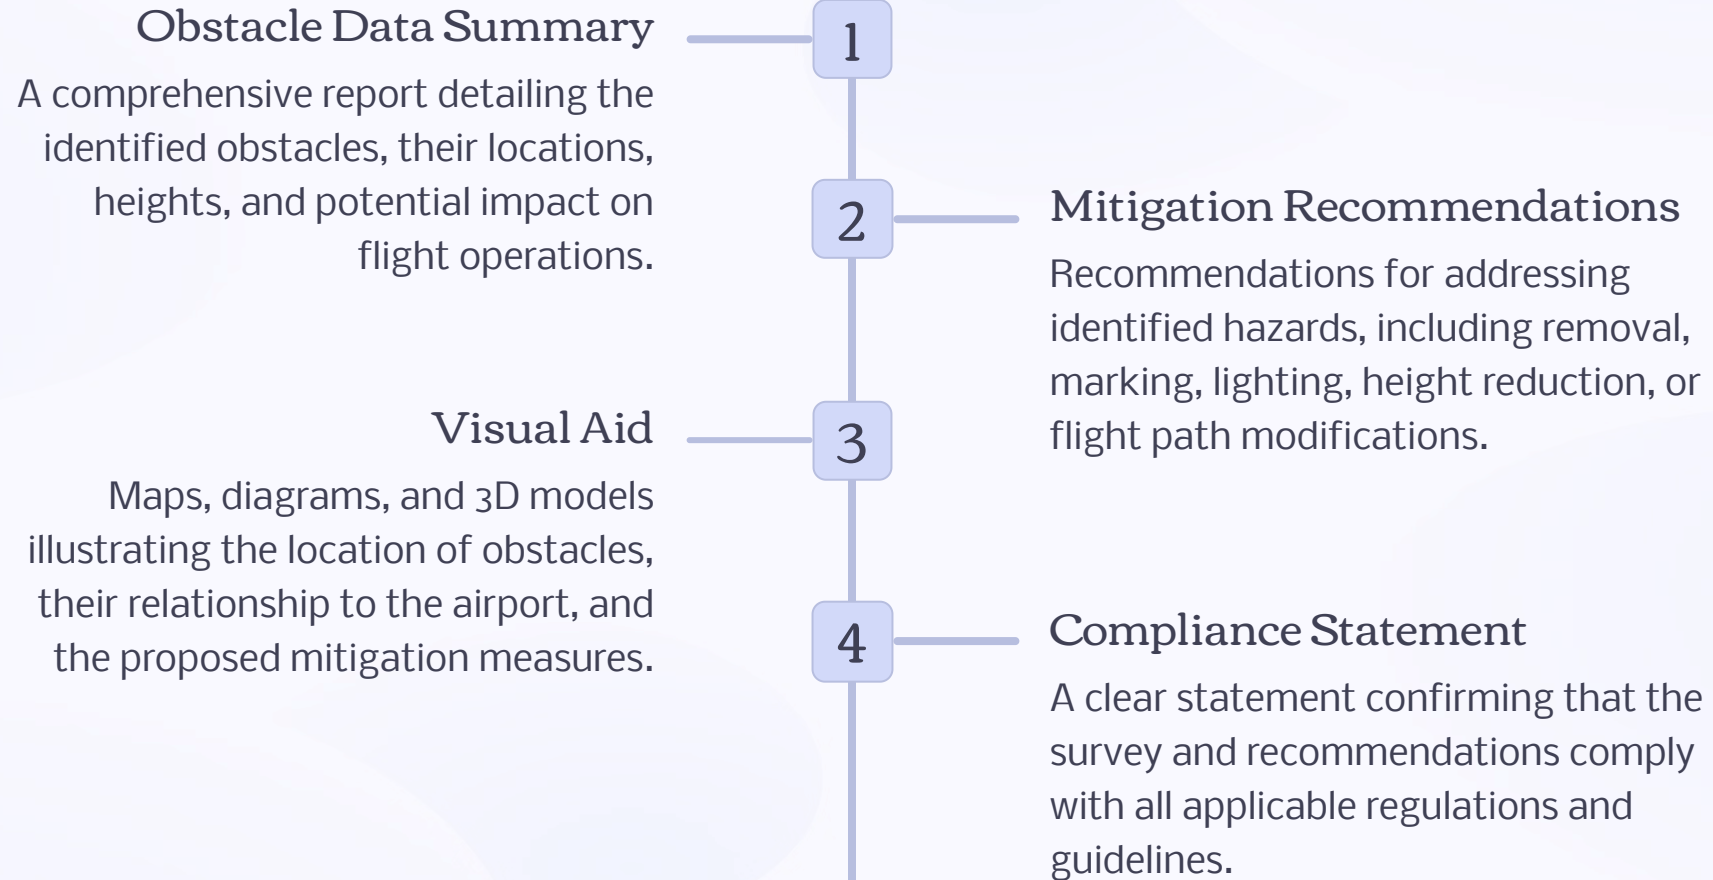 Obstacle Data Summary
A comprehensive report detailing the
identified obstacles, their locations,
heights, and potential impact on
flight operations.
1
2
Mitigation Recommendations
Recommendations for addressing
identified hazards, including removal,
marking, lighting, height reduction, or
flight path modifications.
Visual Aid
Maps, diagrams, and 3D models
illustrating the location of obstacles,
their relationship to the airport, and
the proposed mitigation measures.
3
4
Compliance Statement
A clear statement confirming that the
survey and recommendations comply
with all applicable regulations and
guidelines.